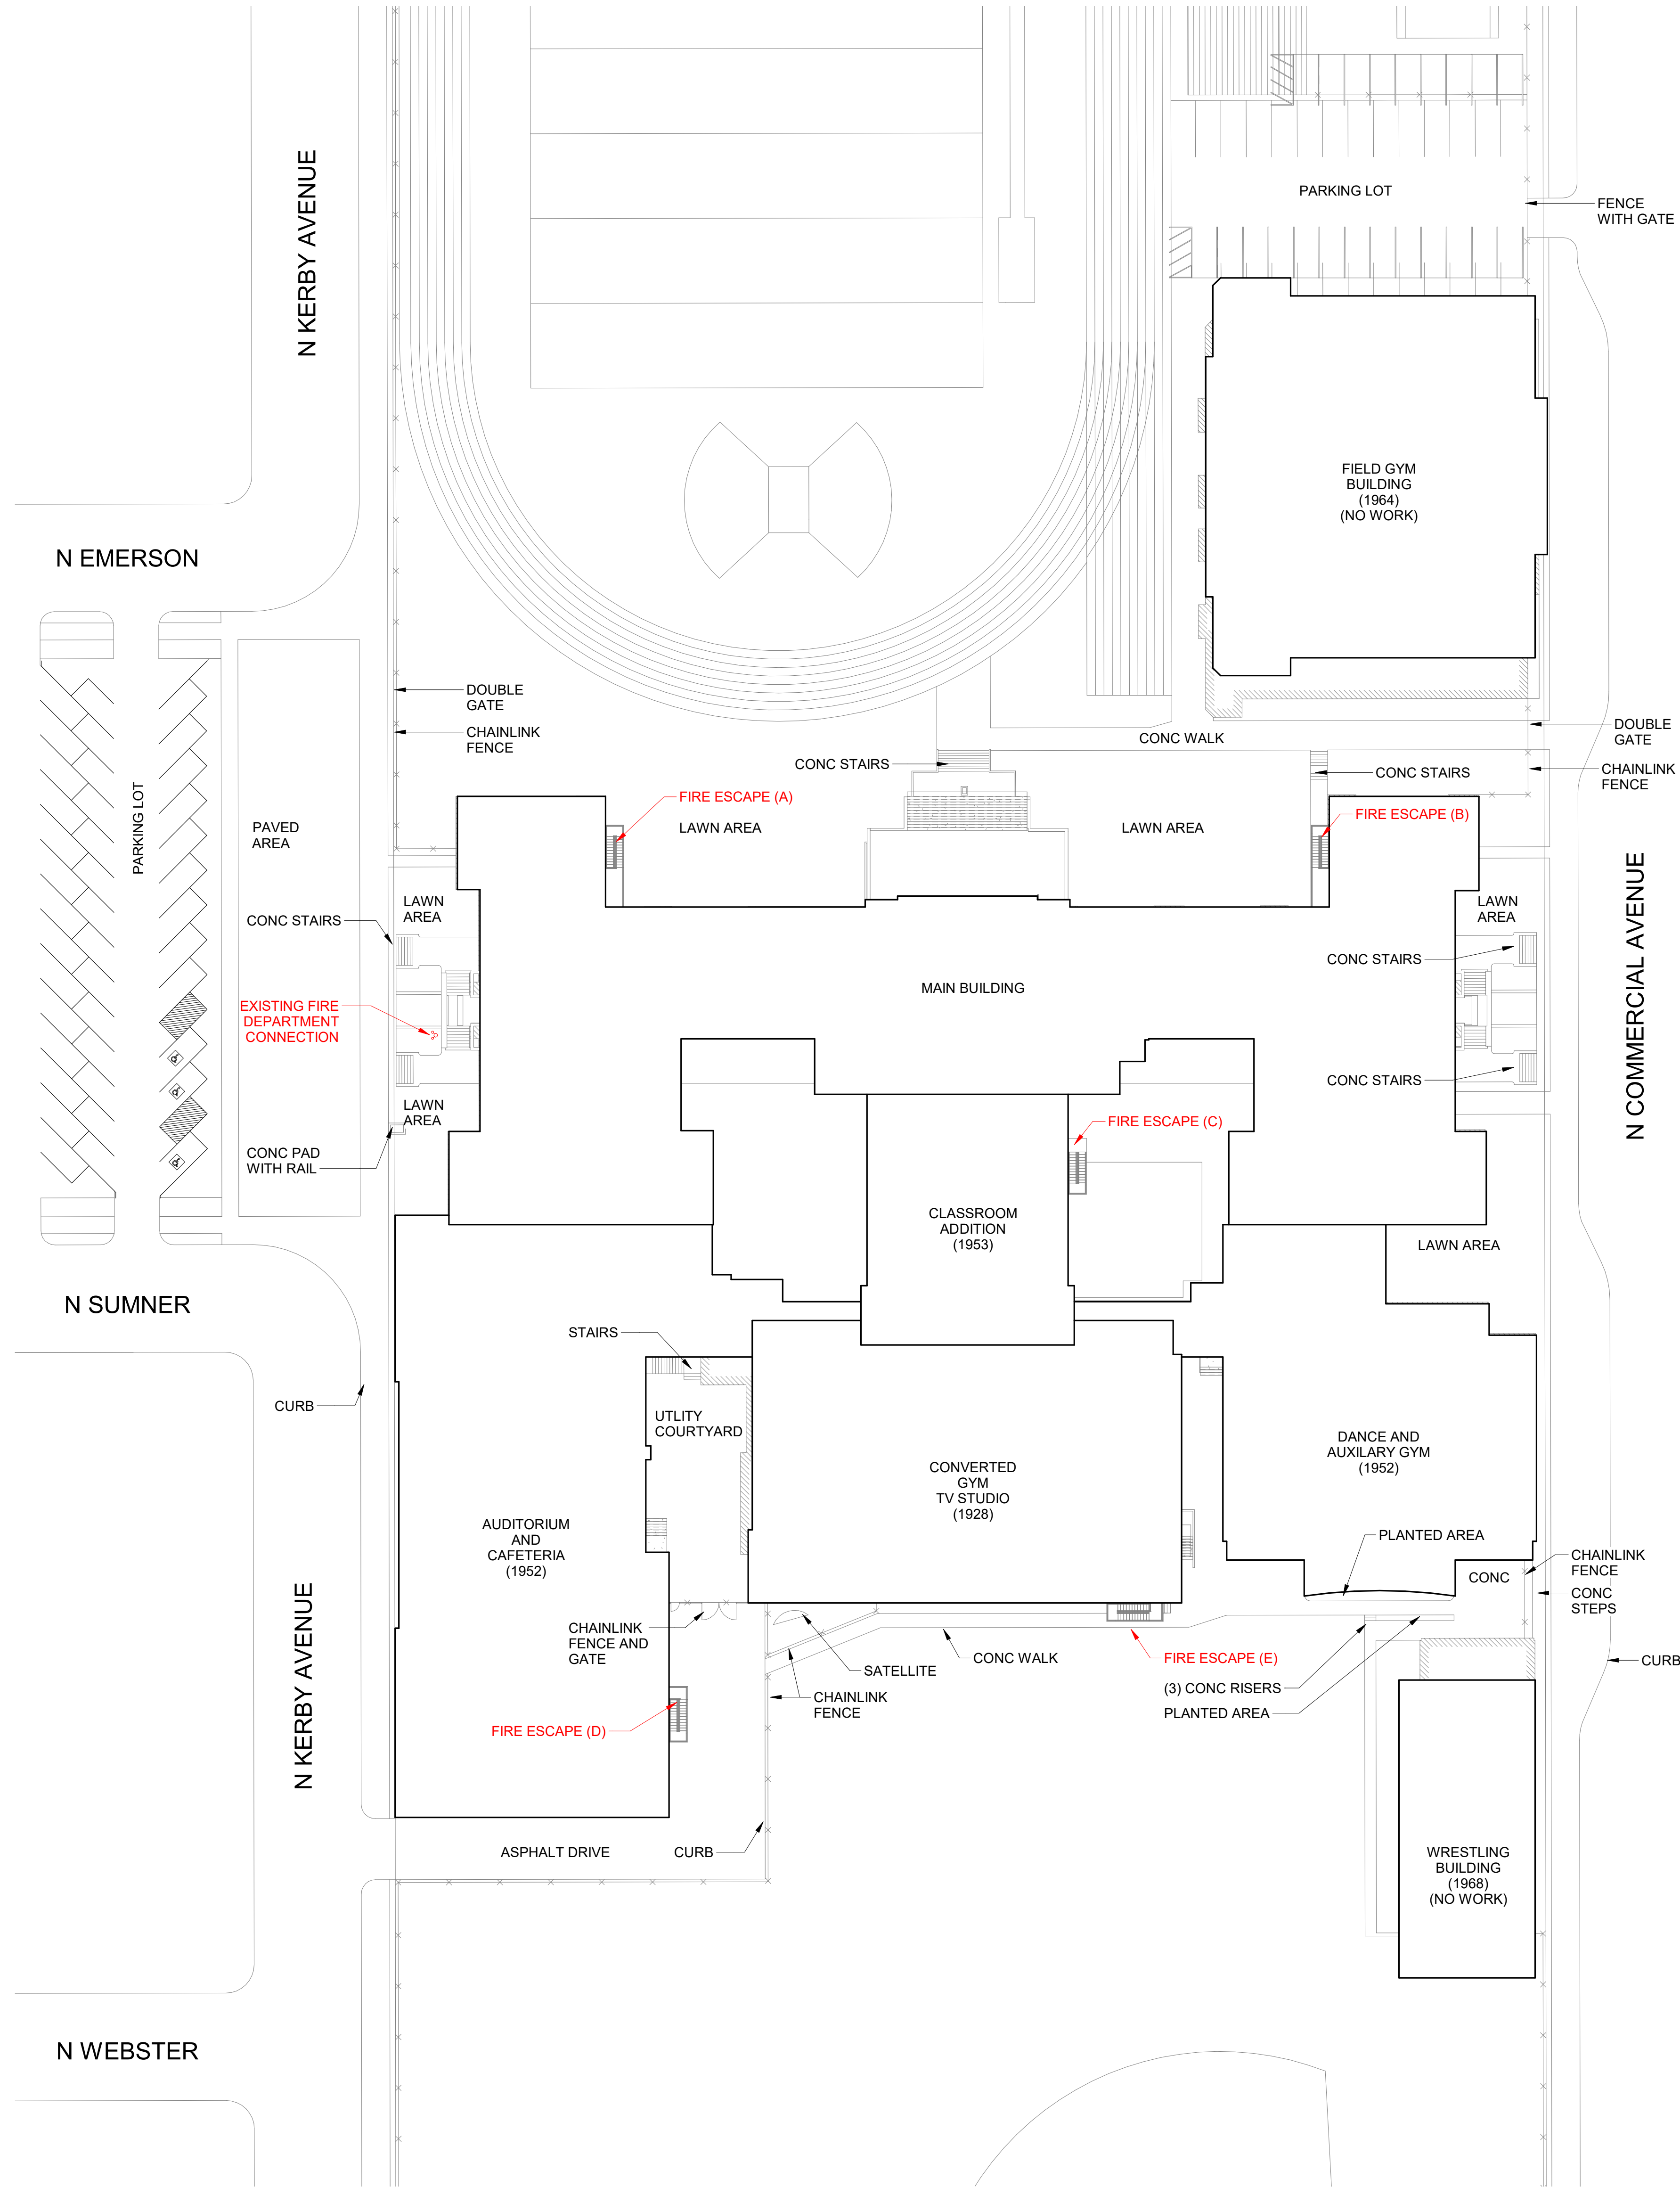 N KERBY AVENUE
PARKING LOT
FENCE
WITH GATE
FIELD GYM
BUILDING
(1964)
(NO WORK)
N EMERSON
DOUBLE
GATE
CHAINLINK
FENCE
CONC WALK
DOUBLE
GATE
CONC STAIRS
CONC STAIRS
CHAINLINK
FENCE
FIRE ESCAPE (A)
LAWN AREA
LAWN AREA
FIRE ESCAPE (B)
PARKING LOT
PAVED
AREA
LAWN
AREA
CONC STAIRS
LAWN
AREA
CONC STAIRS
N COMMERCIAL AVENUE
MAIN BUILDING
EXISTING FIRE
DEPARTMENT
CONNECTION
CONC STAIRS
LAWN
AREA
FIRE ESCAPE (C)
CONC PAD
WITH RAIL
CLASSROOM
ADDITION
(1953)
LAWN AREA
N SUMNER
STAIRS
CURB
UTLITY
COURTYARD
CONVERTED
GYM
TV STUDIO
(1928)
DANCE AND
AUXILARY GYM
(1952)
AUDITORIUM
AND
CAFETERIA
(1952)
PLANTED AREA
CHAINLINK
FENCE
CONC
CONC
STEPS
N KERBY AVENUE
CHAINLINK
FENCE AND
GATE
SATELLITE
CONC WALK
FIRE ESCAPE (E)
CURB
(3) CONC RISERS
CHAINLINK
FENCE
PLANTED AREA
FIRE ESCAPE (D)
ASPHALT DRIVE
CURB
WRESTLING
BUILDING
(1968)
(NO WORK)
N WEBSTER